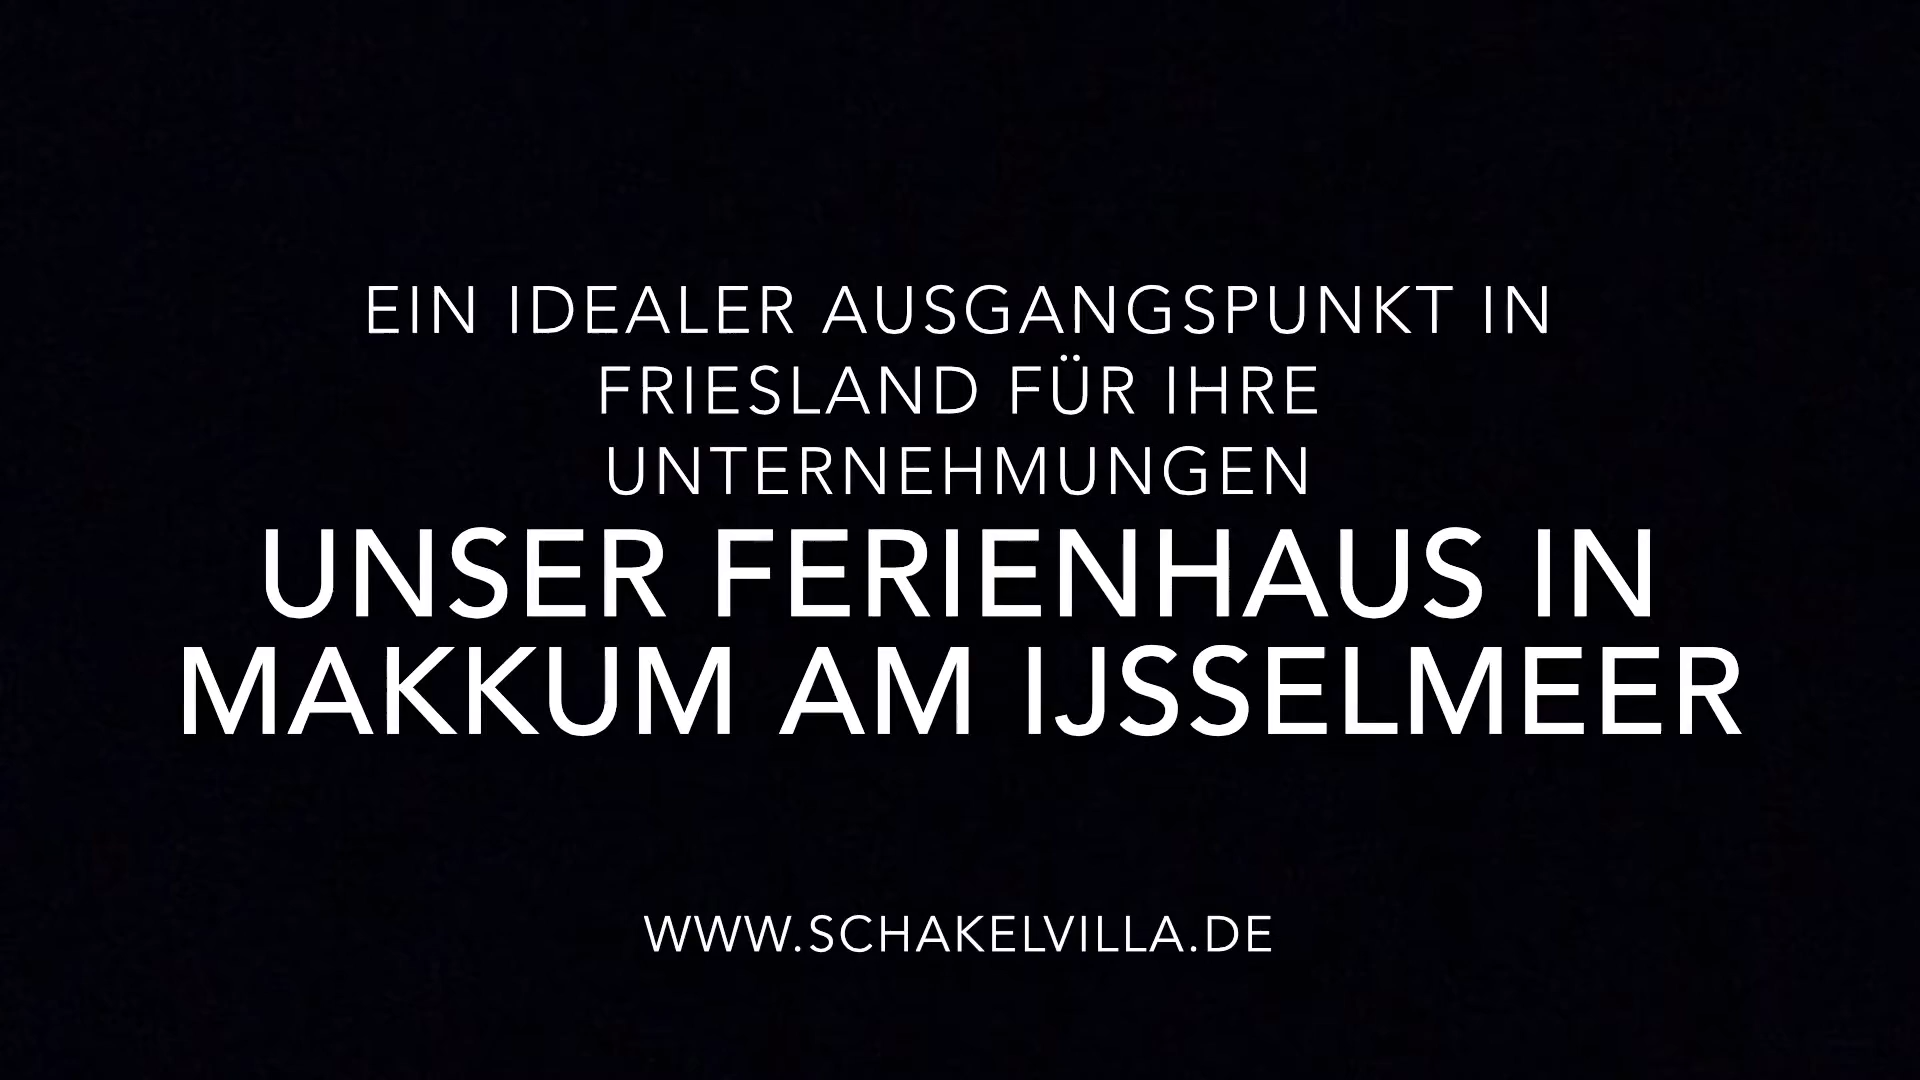 EIN IDEALER AUSGANGSPUNKT IN
FRIESLAND FÜR IHRE
UNTERNEHMUNGEN
UNSER FERIENHAUS IN
MAKKUM AM IJSSELMEER
WWW.SCHAKELVILLA.DE